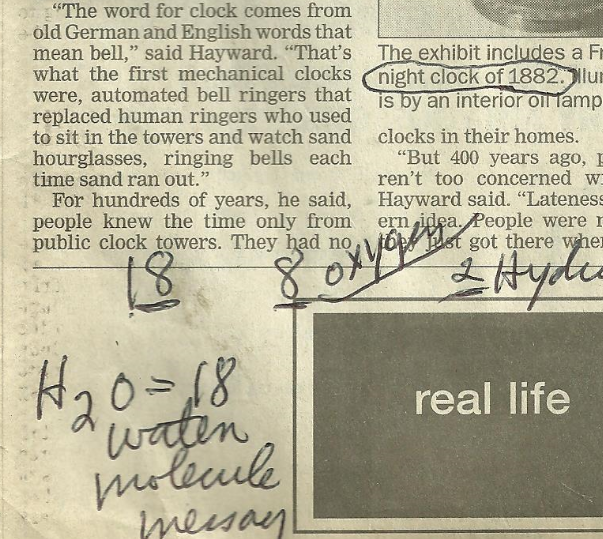 "The word for clock comes from
old German and English words that
mean bell," said Hayward. "That's
what the first mechanical clocks
were, automated bell ringers that
replaced human ringers who used
to sit in the towers and watch sand
hourglasses, ringing bells each
time sand ran out."
For hundreds of years, he said,
people knew the time only from
public clock towers. They had no
The exhibit includes a Fr
night clock of 1882. Illu
is by an interior oil lamp
clocks in their homes.
"But 400 years ago, p
ren't too concerned wi
Hayward said. "Lateness
ern idea. People were n
just got there when
18
8 oxygen
2 Hydro
H2O = 18
water
molecule
real life